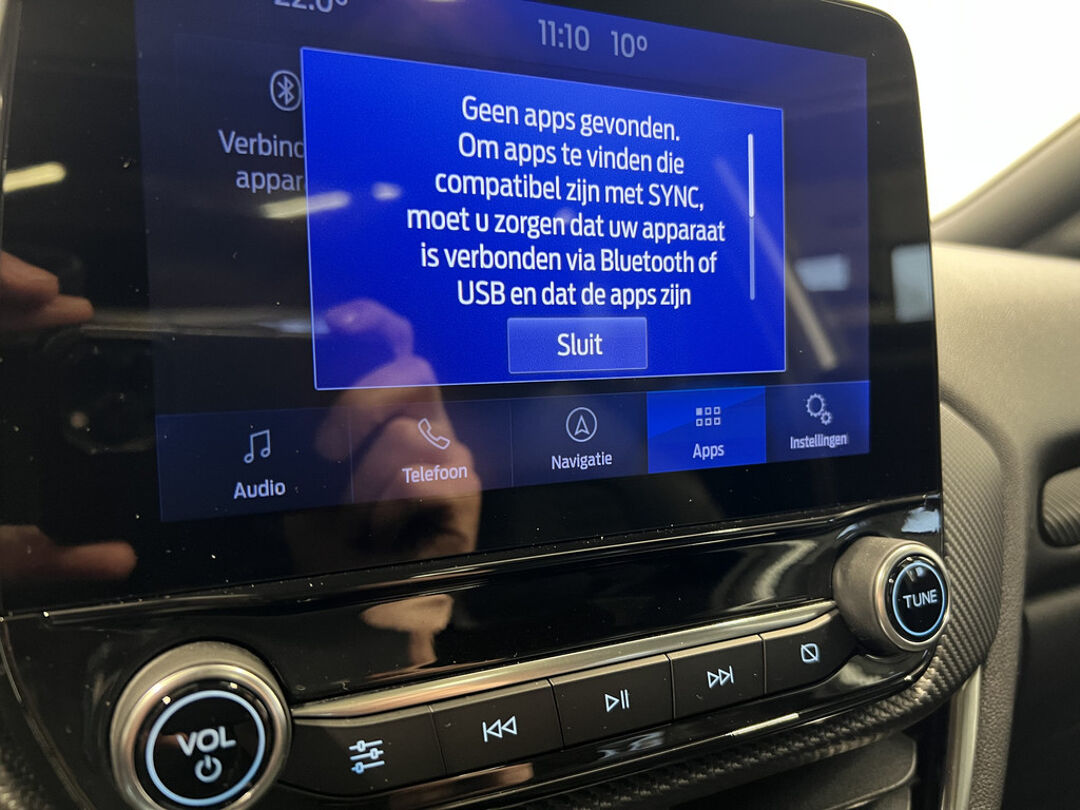 22.0°
11:10 10°
Geen apps gevonden.
Om apps te vinden die
compatibel zijn met SYNC,
moet u zorgen dat uw apparaat
is verbonden via Bluetooth of
USB en dat de apps zijn
Sluit
Audio
Telefoon
Navigatie
Apps
Instellingen
VOL
TUNE